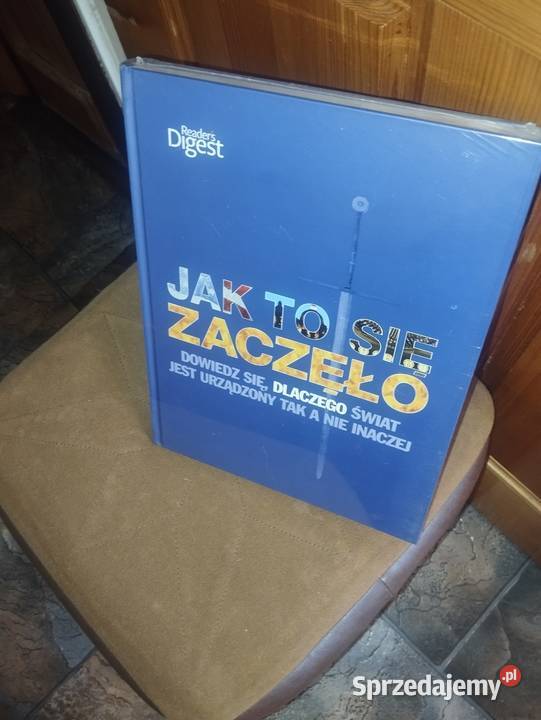 Reader's
Digest
JAK TO SIĘ
ZACZĘŁO
DOWIEDZ SIĘ, DLACZEGO ŚWIAT
JEST URZĄDZONY TAK A NIE INACZEJ
Sprzedajemy.pl